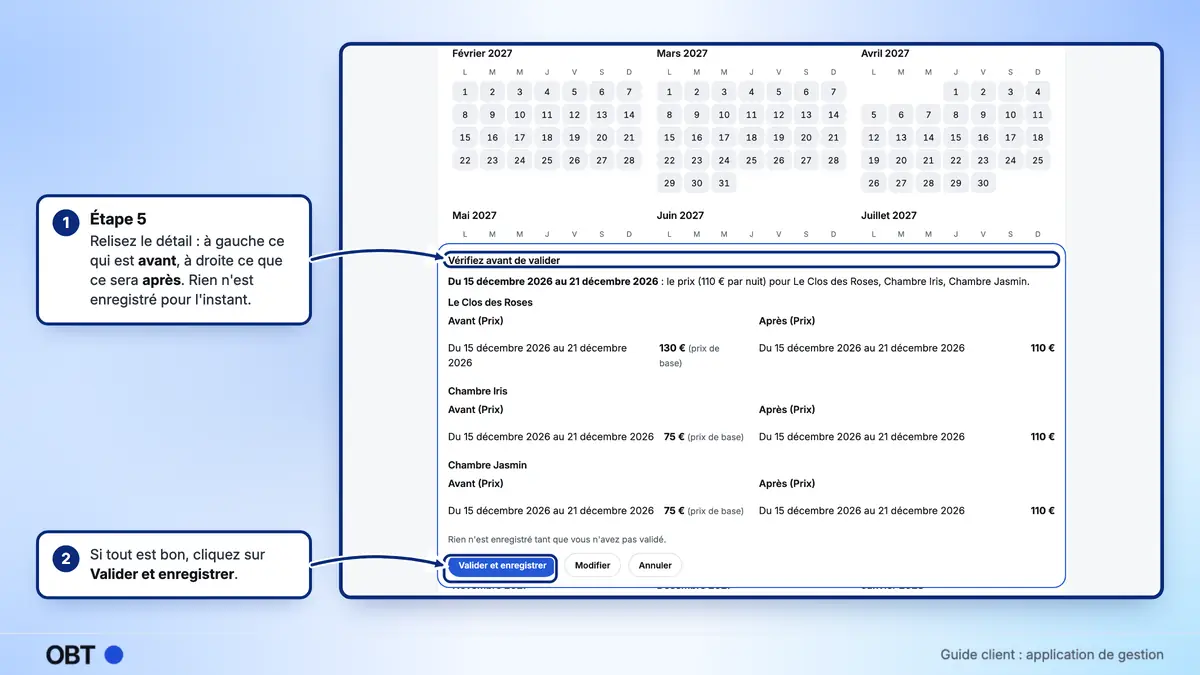 Février 2027
Mars 2027
Avril 2027
L M M J V S D
L M M J V S D
L M M J V S D
1 2 3 4 5 6 7
1 2 3 4 5 6 7
1 2 3 4
8 9 10 11 12 13 14
8 9 10 11 12 13 14
5 6 7 8 9 10 11
15 16 17 18 19 20 21
15 16 17 18 19 20 21
12 13 14 15 16 17 18
22 23 24 25 26 27 28
22 23 24 25 26 27 28
19 20 21 22 23 24 25
29 30 31
26 27 28 29 30
Mai 2027
Juin 2027
Juillet 2027
L M M J V S D
L M M J V S D
L M M J V S D
1
Étape 5
Relisez le détail : à gauche ce
qui est avant, à droite ce que
ce sera après. Rien n'est
enregistré pour l'instant.
Vérifiez avant de valider
Du 15 décembre 2026 au 21 décembre 2026 : le prix (110 € par nuit) pour Le Clos des Roses, Chambre Iris, Chambre Jasmin.
Le Clos des Roses
Avant (Prix)
Après (Prix)
Du 15 décembre 2026 au 21 décembre
2026
130 € (prix de
base)
Du 15 décembre 2026 au 21 décembre 2026
110 €
Chambre Iris
Avant (Prix)
Après (Prix)
Du 15 décembre 2026 au 21 décembre 2026
75 € (prix de base)
Du 15 décembre 2026 au 21 décembre 2026
110 €
Chambre Jasmin
Avant (Prix)
Après (Prix)
Du 15 décembre 2026 au 21 décembre 2026
75 € (prix de base)
Du 15 décembre 2026 au 21 décembre 2026
110 €
Rien n'est enregistré tant que vous n'avez pas validé.
Valider et enregistrer
Modifier
Annuler
2
Si tout est bon, cliquez sur
Valider et enregistrer.
OBT
Guide client : application de gestion